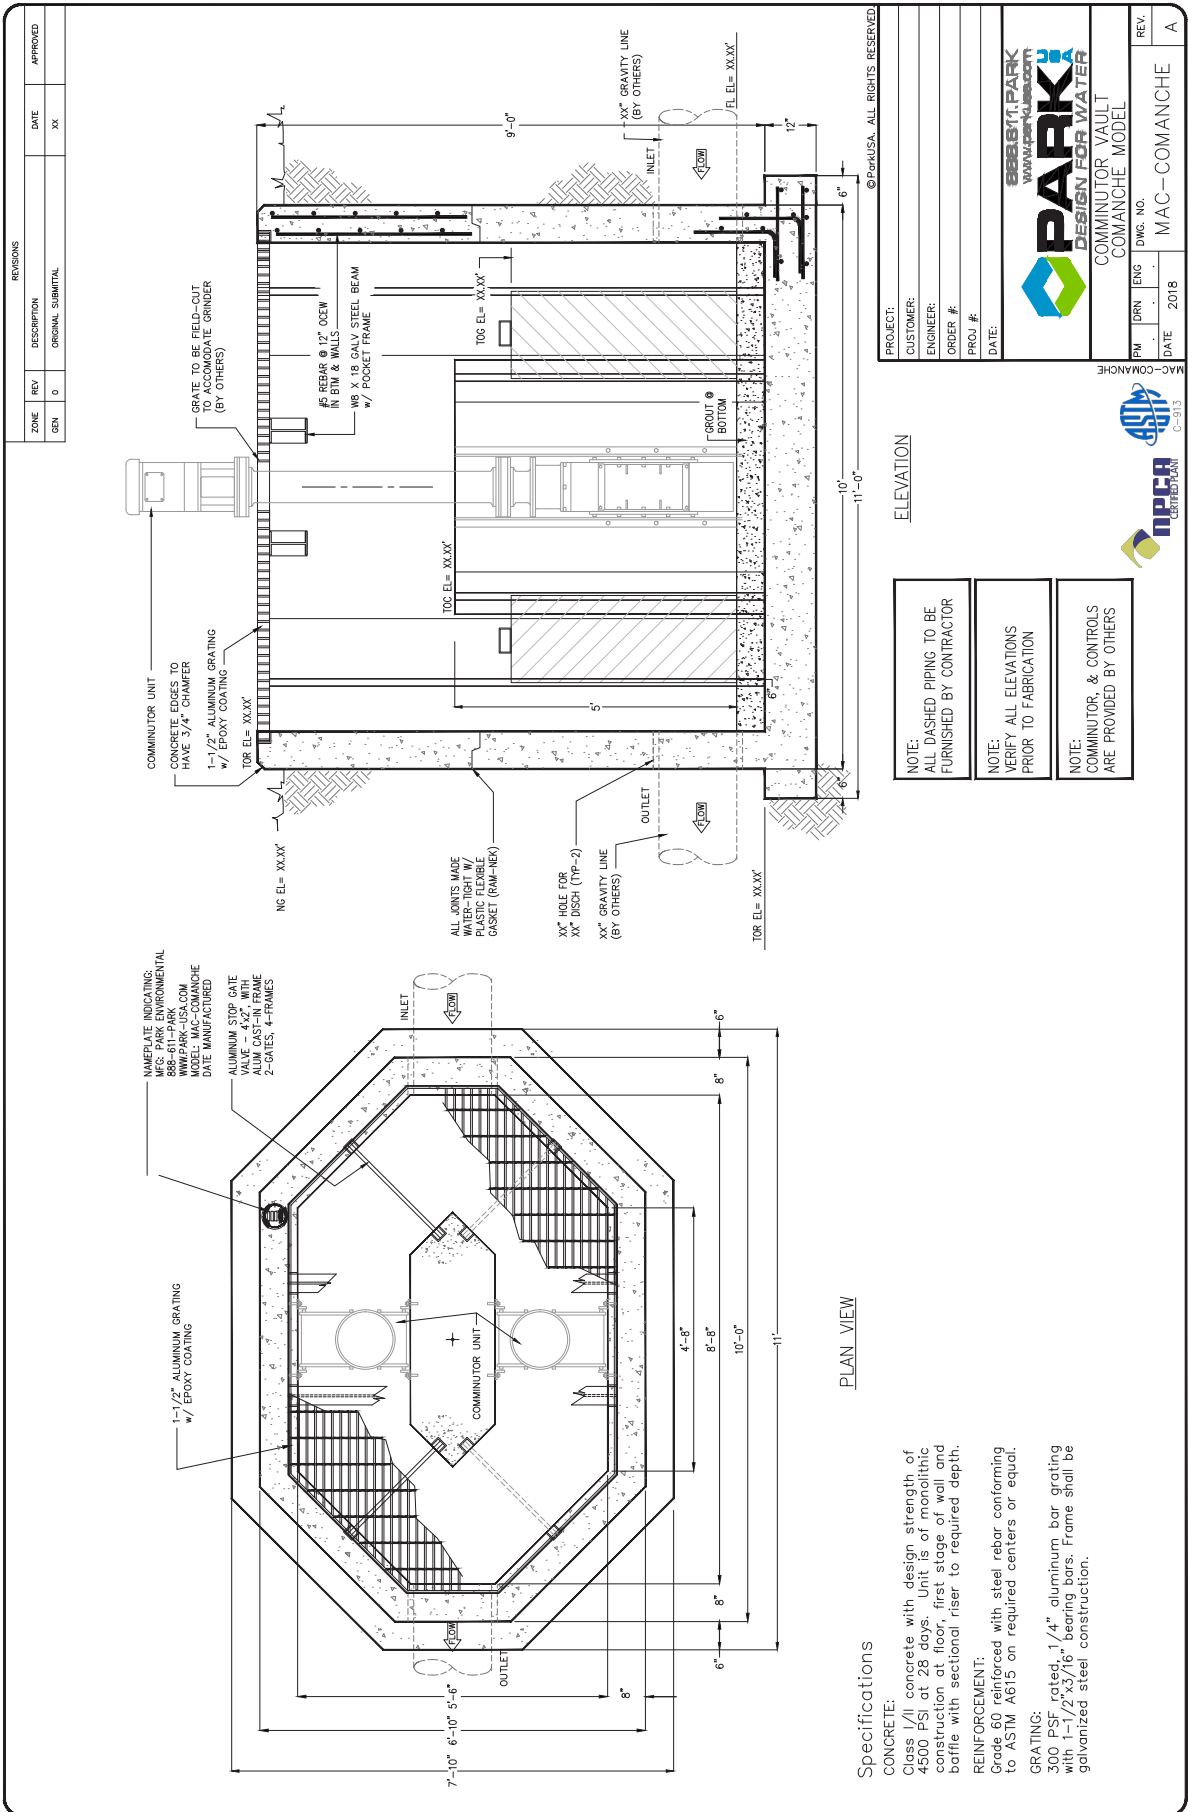 REVISIONS
ZONE REV DESCRIPTION DATE APPROVED
GEN 0 ORIGINAL SUBMITTAL XX
NAMEPLATE INDICATING:
MFG: PARK ENVIRONMENTAL
888-611-PARK
WWW.PARK-USA.COM
MODEL: MAC-COMANCHE
DATE MANUFACTURED
ALUMINUM STOP GATE
VALVE - 4'x2', WITH
ALUM CAST-IN FRAME
2-GATES, 4-FRAMES
1-1/2" ALUMINUM GRATING
w/ EPOXY COATING
INLET
FLOW
COMMINUTOR UNIT
OUTLET
FLOW
4'-8"
8'-8"
10'-0"
11'
6"
8"
8"
6"
8"
5'-6"
6'-10"
7'-10"
PLAN VIEW
COMMINUTOR UNIT
CONCRETE EDGES TO
HAVE 3/4" CHAMFER
1-1/2" ALUMINUM GRATING
w/ EPOXY COATING
TOR EL= XX.XX'
NG EL= XX.XX'
GRATE TO BE FIELD-CUT
TO ACCOMODATE GRINDER
(BY OTHERS)
#5 REBAR @ 12" OCEW
IN BTM & WALLS
W8 X 18 GALV STEEL BEAM
w/ POCKET FRAME
TOG EL= XX.XX'
TOC EL= XX.XX'
GROUT @
BOTTOM
ALL JOINTS MADE
WATER-TIGHT W/
PLASTIC FLEXIBLE
GASKET (RAM-NEK)
XX" HOLE FOR
XX" DISCH (TYP-2)
XX" GRAVITY LINE
(BY OTHERS)
OUTLET
FLOW
TOR EL= XX.XX'
XX" GRAVITY LINE
(BY OTHERS)
INLET
FLOW
FL EL= XX.XX'
9'-0"
12"
5'
6"
6"
6"
10'
11'-0"
ELEVATION
NOTE:
ALL DASHED PIPING TO BE
FURNISHED BY CONTRACTOR
NOTE:
VERIFY ALL ELEVATIONS
PRIOR TO FABRICATION
NOTE:
COMMUTOR, & CONTROLS
ARE PROVIDED BY OTHERS
Specifications
CONCRETE:
Class I/II concrete with design strength of
4500 PSI at 28 days. Unit is of monolithic
construction at floor, first stage of wall and
baffle with sectional riser to required depth.
REINFORCEMENT:
Grade 60 reinforced with steel rebar conforming
to ASTM A615 on required centers or equal.
GRATING:
300 PSF rated, 1/4" aluminum bar grating
with 1-1/2"x3/16" bearing bars. Frame shall be
galvanized steel construction.
©ParkUSA. ALL RIGHTS RESERVED.
PROJECT:
CUSTOMER:
ENGINEER:
ORDER #:
PROJ #:
DATE:
888.611.PARK
www.parkusa.com
PARK USA
DESIGN FOR WATER
COMMINUTOR VAULT
COMANCHE MODEL
PM DRN ENG DWG. NO. REV.
. . . MAC-COMANCHE A
DATE 2018
MAC-COMANCHE
NPCA
CERTIFIED PLANT
ASTM
C-913